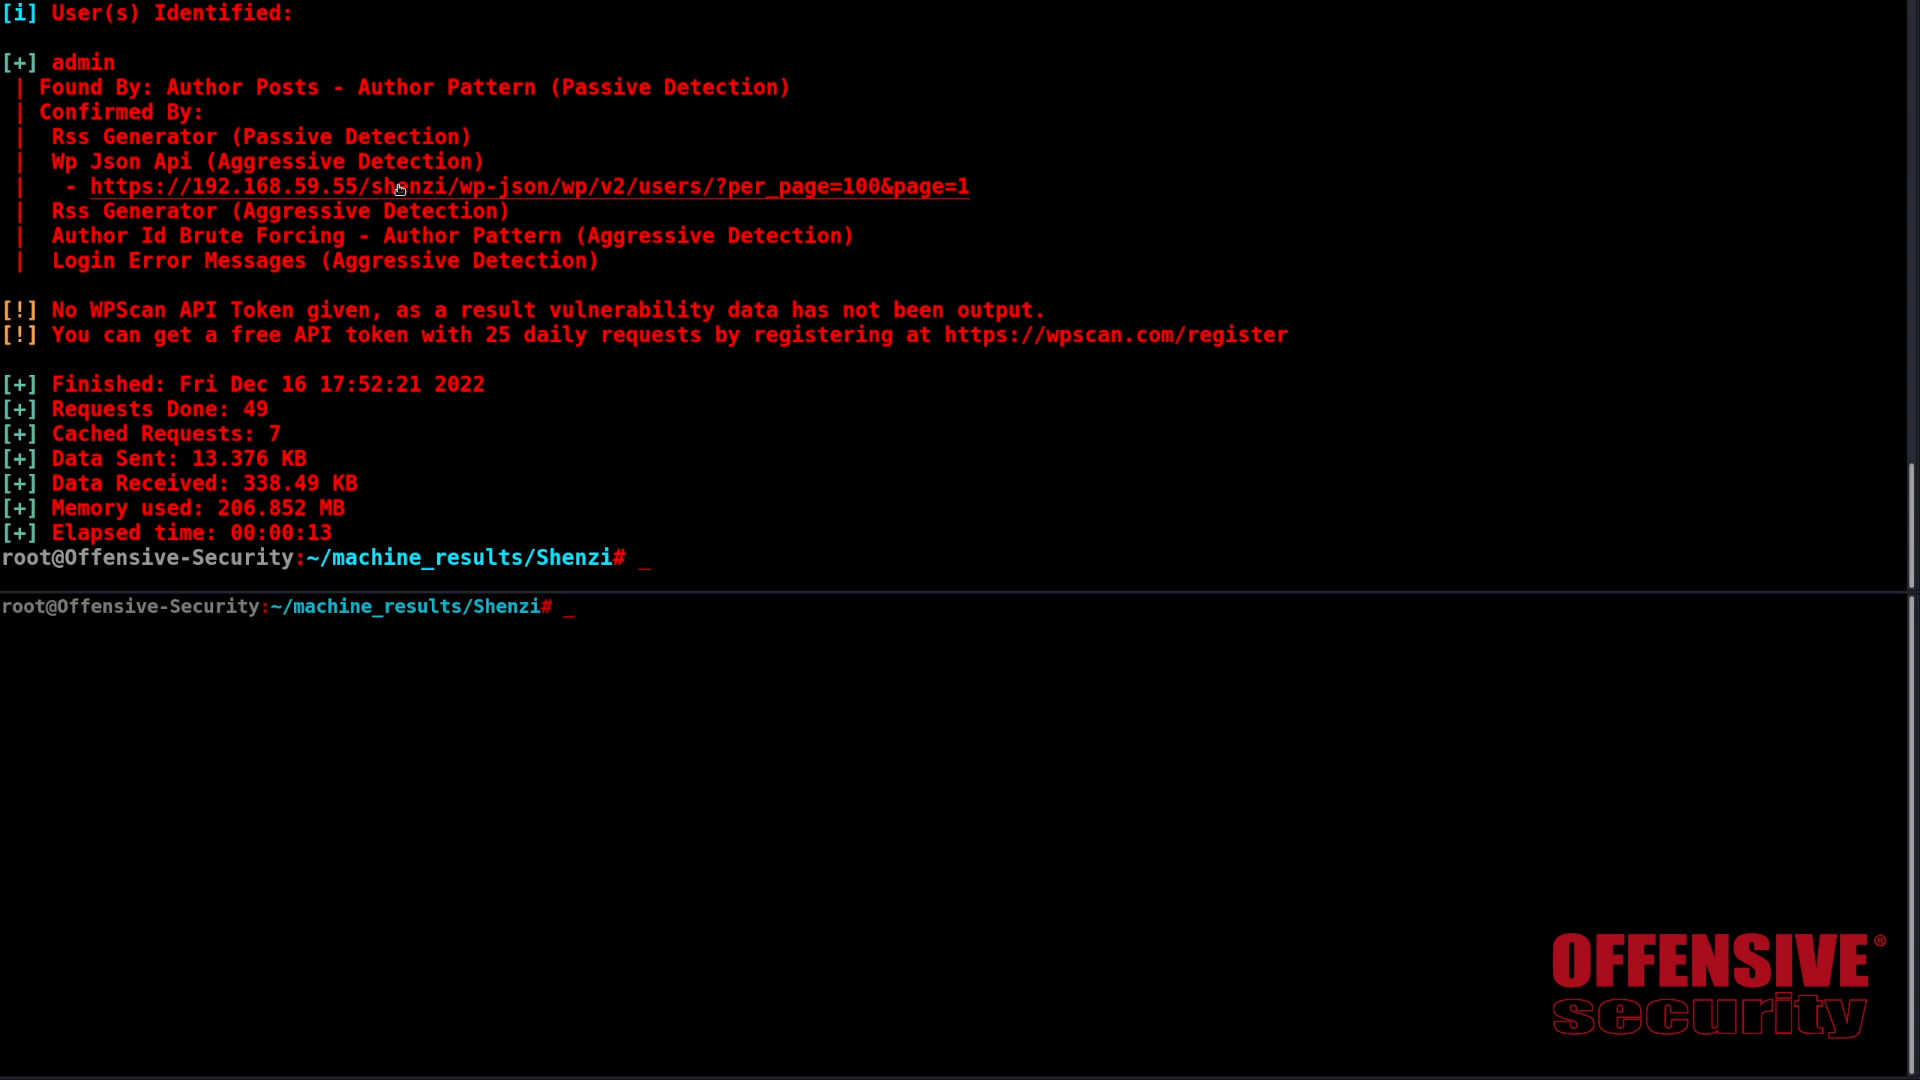 [i] User(s) Identified:
[+] admin
| Found By: Author Posts - Author Pattern (Passive Detection)
| Confirmed By:
|  Rss Generator (Passive Detection)
|  Wp Json Api (Aggressive Detection)
|   - https://192.168.59.55/shenzi/wp-json/wp/v2/users/?per_page=100&page=1
|  Rss Generator (Aggressive Detection)
|  Author Id Brute Forcing - Author Pattern (Aggressive Detection)
|  Login Error Messages (Aggressive Detection)
[!] No WPScan API Token given, as a result vulnerability data has not been output.
[!] You can get a free API token with 25 daily requests by registering at https://wpscan.com/register
[+] Finished: Fri Dec 16 17:52:21 2022
[+] Requests Done: 49
[+] Cached Requests: 7
[+] Data Sent: 13.376 KB
[+] Data Received: 338.49 KB
[+] Memory used: 206.852 MB
[+] Elapsed time: 00:00:13
root@Offensive-Security:~/machine_results/Shenzi# _
root@Offensive-Security:~/machine_results/Shenzi# _
OFFENSIVE®
security